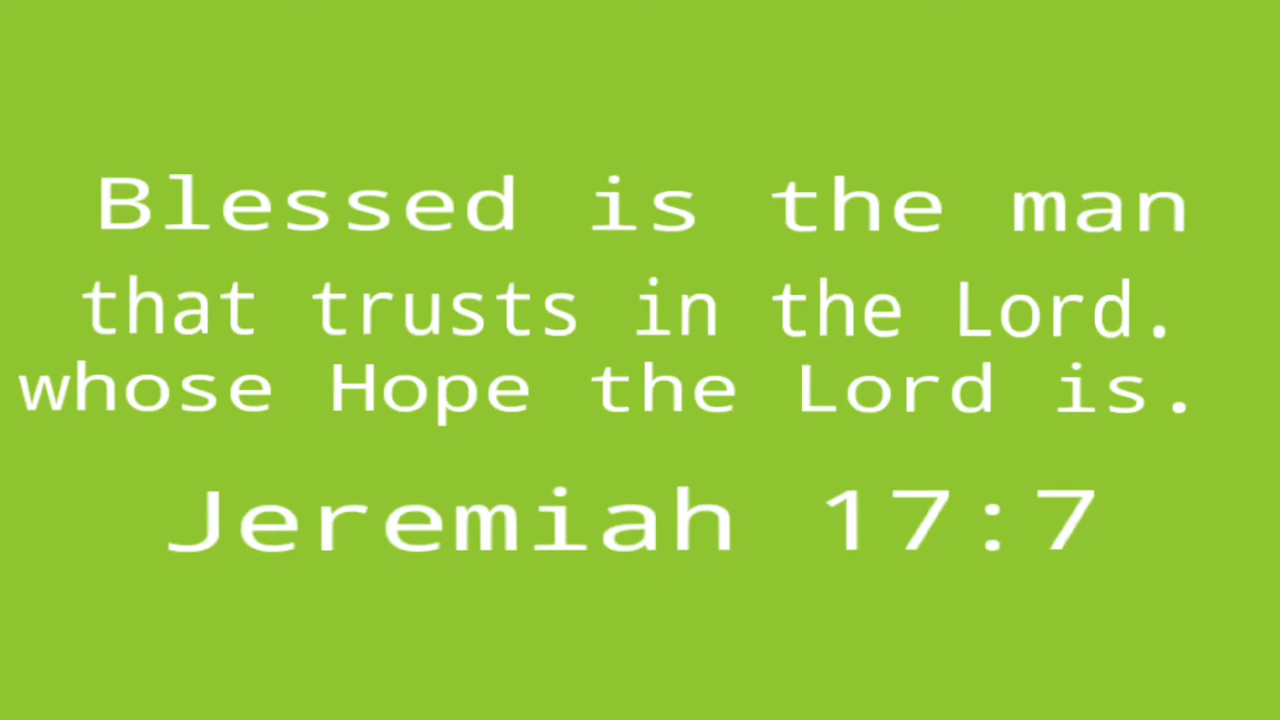 Blessed is the man
that trusts in the Lord.
whose Hope the Lord is.
Jeremiah 17:7